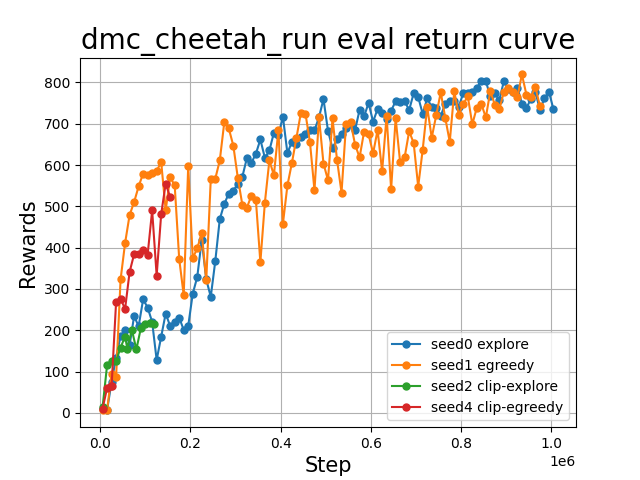 dmc_cheetah_run eval return curve
Rewards
800
700
600
500
400
300
200
100
0
seed0 explore
seed1 egreedy
seed2 clip-explore
seed4 clip-egreedy
0.0 0.2 0.4 0.6 0.8 1.0
1e6
Step